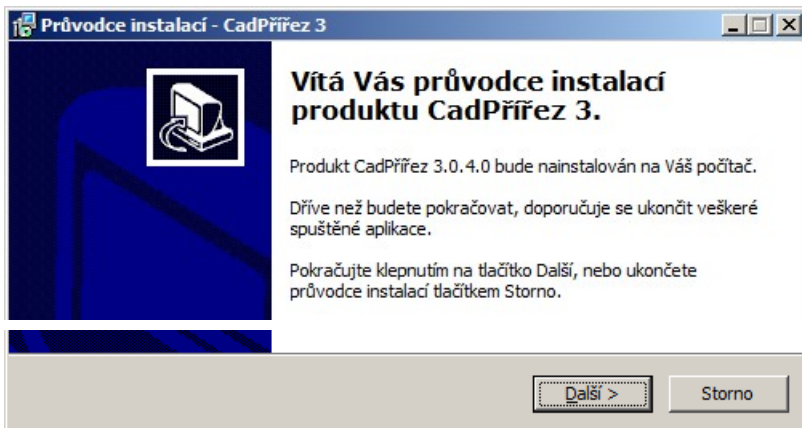 Průvodce instalací - CadPřířez 3
Vítá Vás průvodce instalací
produktu CadPřířez 3.
Produkt CadPřířez 3.0.4.0 bude nainstalován na Váš počítač.
Dříve než budete pokračovat, doporučuje se ukončit veškeré
spuštěné aplikace.
Pokračujte klepnutím na tlačítko Další, nebo ukončete
průvodce instalací tlačítkem Storno.
Další >
Storno